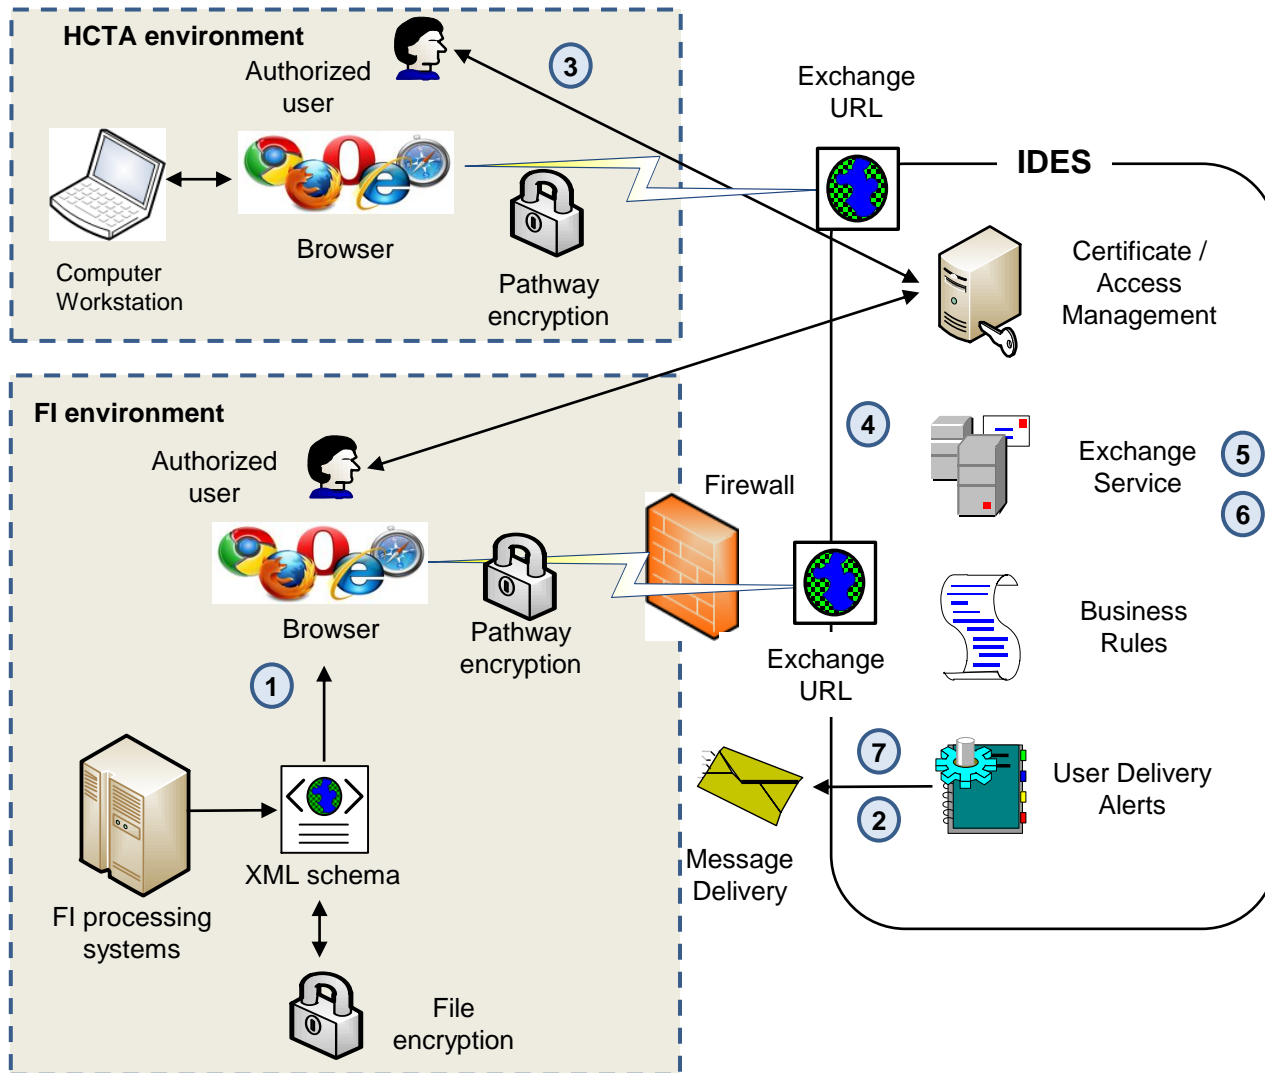 HCTA environment
Authorized
user
3
Exchange
URL
IDES
Browser
Computer
Workstation
Pathway
encryption
Certificate /
Access
Management
FI environment
Authorized
user
4
Firewall
Exchange
Service
5
6
Browser
Pathway
encryption
Exchange
URL
Business
Rules
1
7
2
User Delivery
Alerts
XML schema
Message
Delivery
FI processing
systems
File
encryption